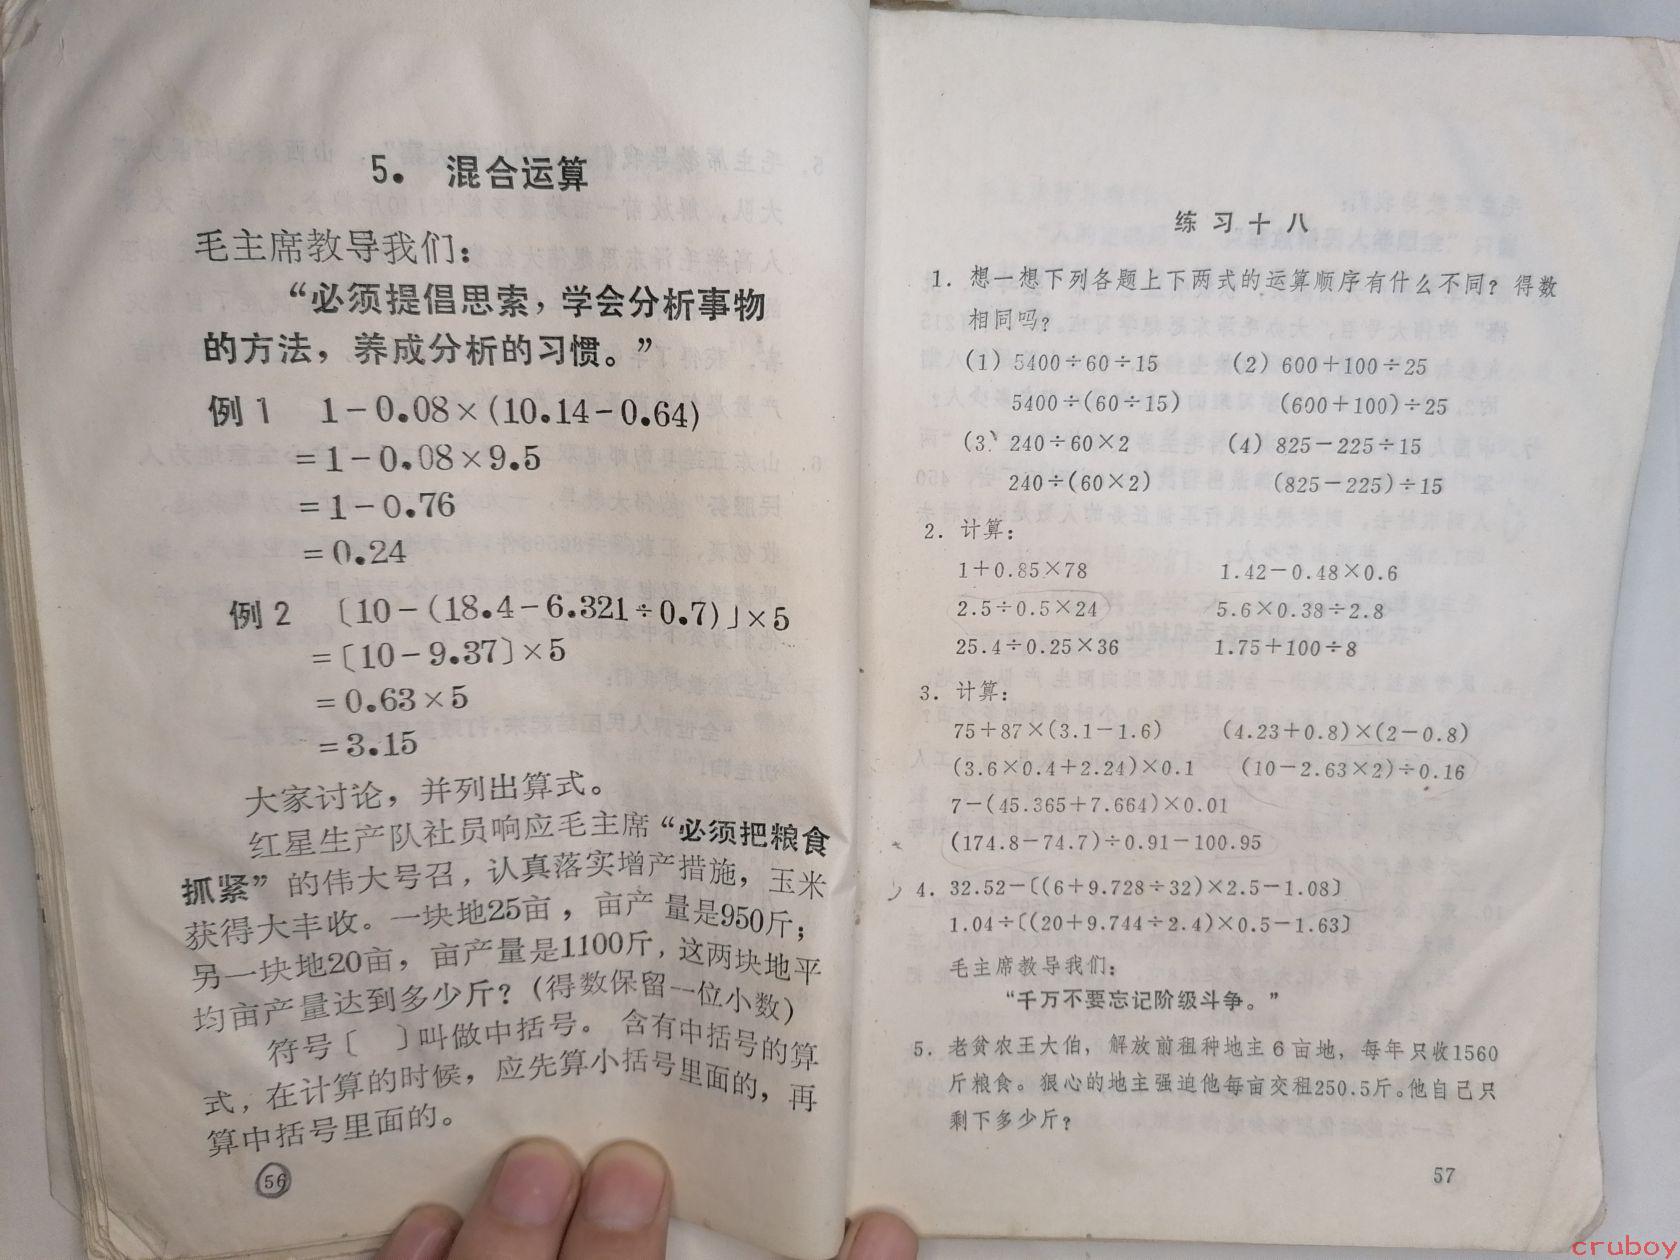 5. 混合运算
毛主席教导我们：
“必须提倡思索，学会分析事物
的方法，养成分析的习惯。”
例1 1－0.08×(10.14－0.64)
＝1－0.08×9.5
＝1－0.76
＝0.24
例2 〔10－(18.4－6.321÷0.7)〕×5
＝〔10－9.37〕×5
＝0.63×5
＝3.15
大家讨论，并列出算式。
红星生产队社员响应毛主席“必须把粮食
抓紧”的伟大号召，认真落实增产措施，玉米
获得大丰收。一块地25亩，亩产量是950斤；
另一块地20亩，亩产量是1100斤，这两块地平
均亩产量达到多少斤？(得数保留一位小数)
符号〔 〕叫做中括号。含有中括号的算
式，在计算的时候，应先算小括号里面的，再
算中括号里面的。
56
练习十八
1. 想一想下列各题上下两式的运算顺序有什么不同？得数
相同吗？
(1) 5400÷60÷15 (2) 600＋100÷25
5400÷(60÷15) (600＋100)÷25
(3) 240÷60×2 (4) 825－225÷15
240÷(60×2) (825－225)÷15
2. 计算：
1＋0.85×78 1.42－0.48×0.6
2.5÷0.5×24 5.6×0.38÷2.8
25.4÷0.25×36 1.75＋100÷8
3. 计算：
75＋87×(3.1－1.6) (4.23＋0.8)×(2－0.8)
(3.6×0.4＋2.24)×0.1 (10－2.63×2)÷0.16
7－(45.365＋7.664)×0.01
(174.8－74.7)÷0.91－100.95
4. 32.52－〔(6＋9.728÷32)×2.5－1.08〕
1.04÷〔(20＋9.744÷2.4)×0.5－1.63〕
毛主席教导我们：
“千万不要忘记阶级斗争。”
5. 老贫农王大伯，解放前租种地主6亩地，每年只收1560
斤粮食。狠心的地主强迫他每亩交租250.5斤。他自己只
剩下多少斤？
57
cruboy